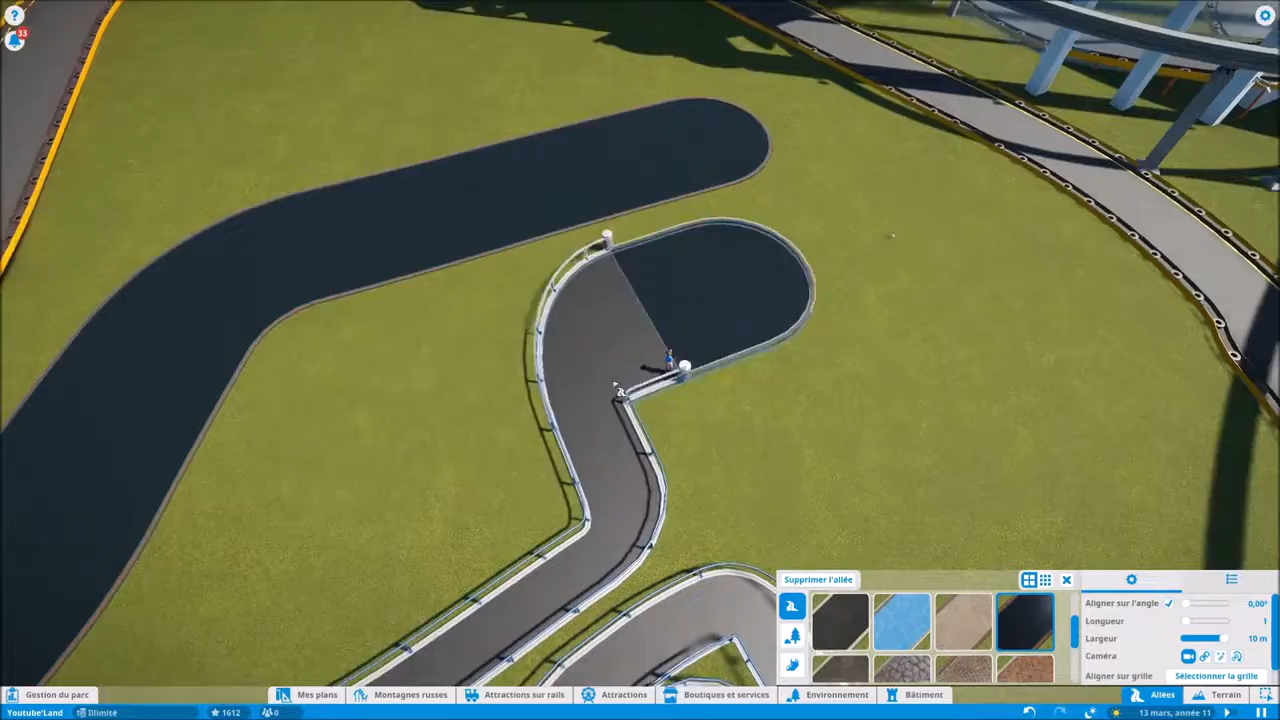 ?
33
Supprimer l'allée
Aligner sur l'angle
0,00°
Longueur
1
Largeur
10 m
Caméra
Aligner sur grille
Sélectionner la grille
Gestion du parc
Mes plans
Montagnes russes
Attractions sur rails
Attractions
Boutiques et services
Environnement
Bâtiment
Allées
Terrain
Youtube'Land
Illimité
1612
0
13 mars, année 11